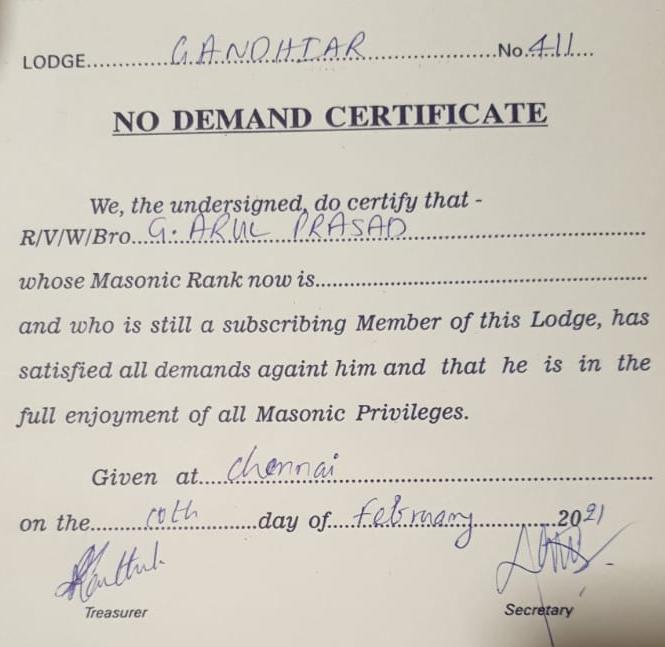 LODGE..............GANDHIAR......................No.411....
NO DEMAND CERTIFICATE
We, the undersigned, do certify that -
R/V/W/Bro...G. ARUL PRASAD........................................
whose Masonic Rank now is.......................................................
and who is still a subscribing Member of this Lodge, has
satisfied all demands againt him and that he is in the
full enjoyment of all Masonic Privileges.
Given at....Chennai.............................................
on the.......10th..........day of....February............2021
Treasurer Secretary